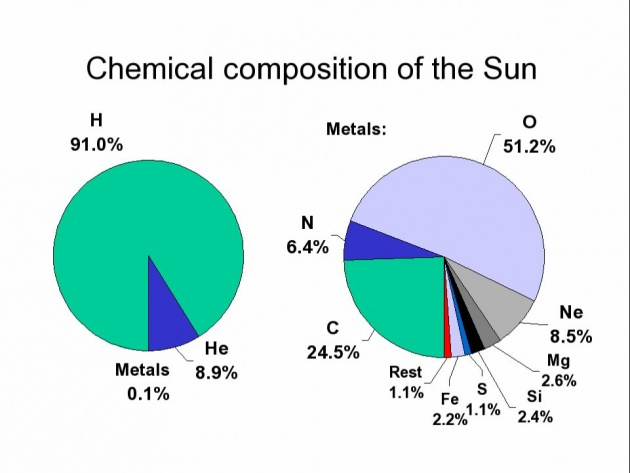 Chemical composition of the Sun
H
91.0%
He
8.9%
Metals
0.1%
Metals:
O
51.2%
N
6.4%
C
24.5%
Rest
1.1%
Fe
2.2%
S
1.1%
Si
2.4%
Mg
2.6%
Ne
8.5%